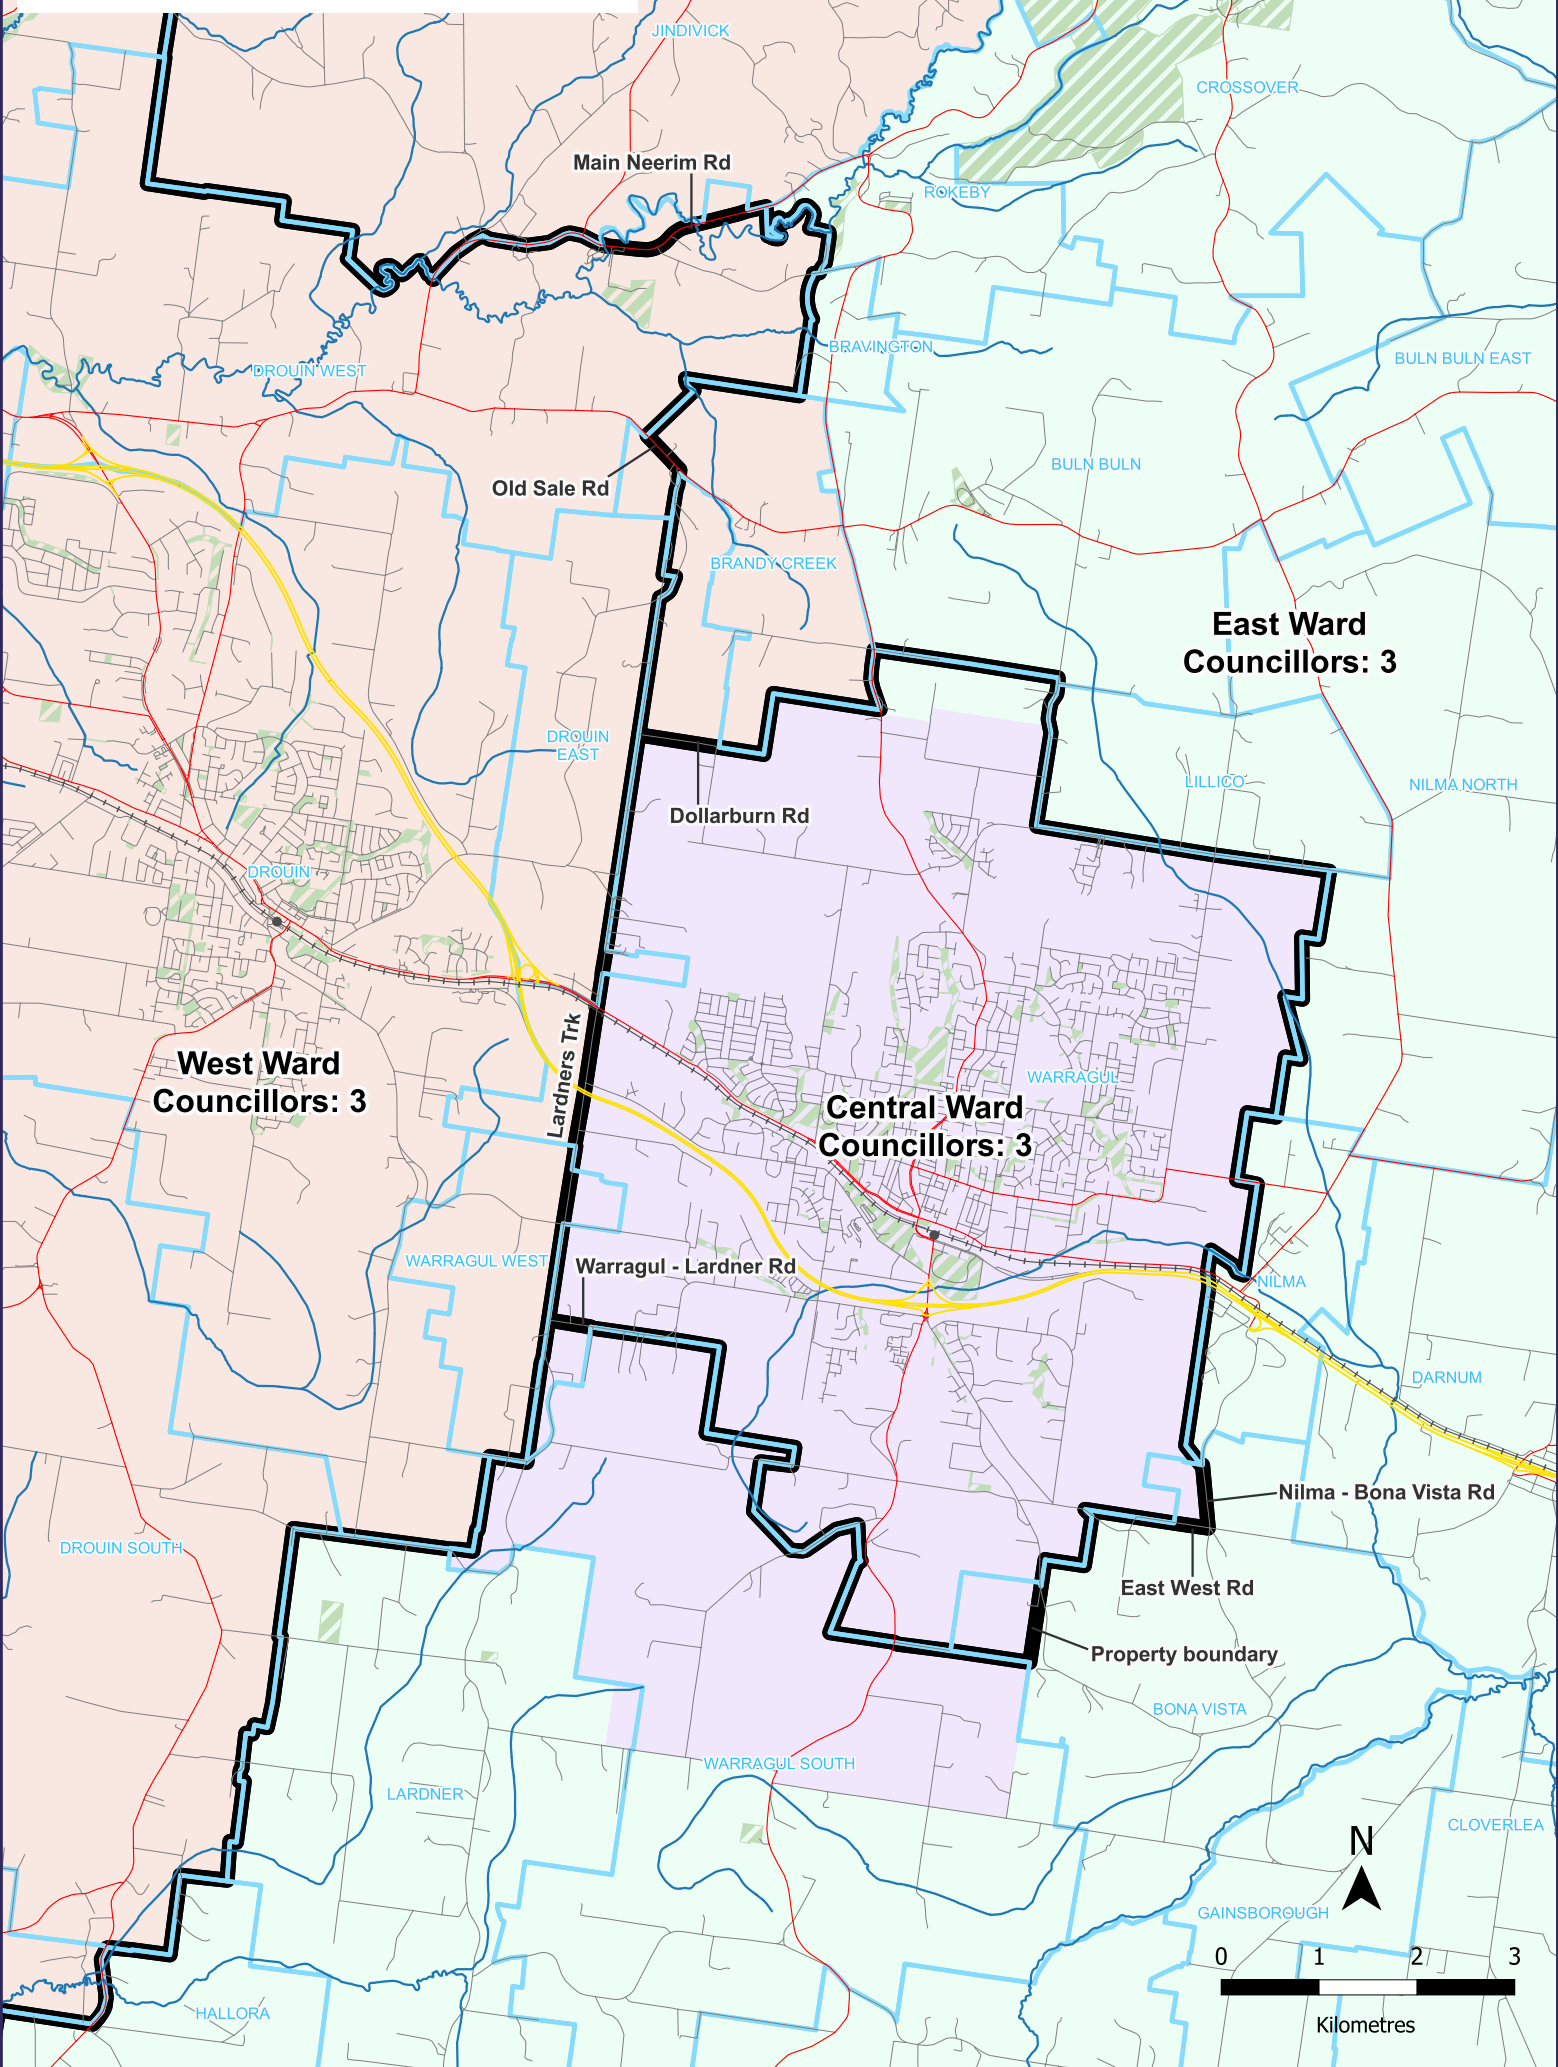 JINDIVICK
CROSSOVER
Main Neerim Rd
ROKEBY
BRAVINGTON
BULN BULN EAST
DROUIN WEST
BULN BULN
Old Sale Rd
BRANDY CREEK
East Ward
Councillors: 3
DROUIN
EAST
LILLICO
NILMA NORTH
Dollarburn Rd
DROUIN
Lardners Trk
West Ward
Councillors: 3
WARRAGUL
Central Ward
Councillors: 3
WARRAGUL WEST
Warragul - Lardner Rd
NILMA
DARNUM
Nilma - Bona Vista Rd
DROUIN SOUTH
East West Rd
Property boundary
BONA VISTA
WARRAGUL SOUTH
LARDNER
CLOVERLEA
N
GAINSBOROUGH
0 1 2 3
Kilometres
HALLORA